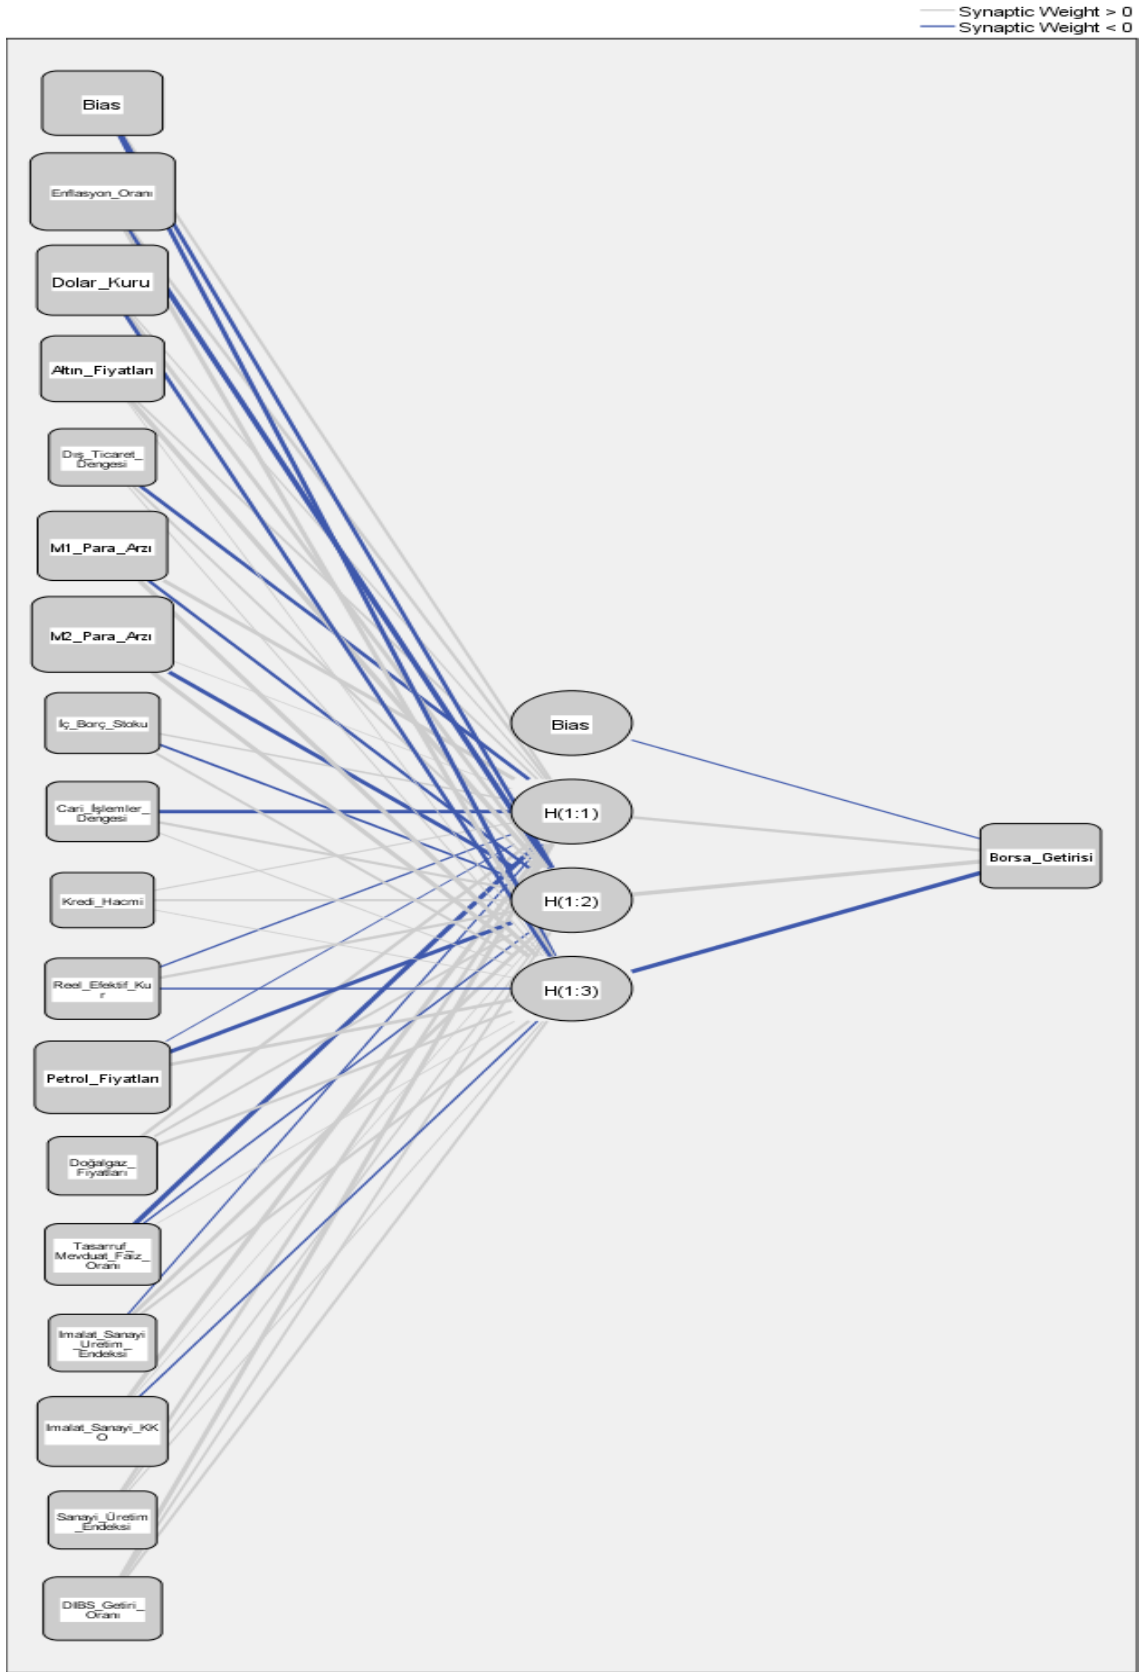 Synaptic Weight > 0
Synaptic Weight < 0
Bias
Enflasyon_Oranı
Dolar_Kuru
Altın_Fiyatları
Dış_Ticaret_
Dengesi
M1_Para_Arzı
M2_Para_Arzı
İç_Borç_Stoku
Cari_İşlemler_
Dengesi
Kredi_Hacmi
Reel_Efektif_Ku
r
Petrol_Fiyatları
Doğalgaz_
Fiyatları
Tasarruf_
Mevduat_Faiz_
Oranı
İmalat_Sanayi
_Üretim_
Endeksi
İmalat_Sanayi_KK
O
Sanayi_Üretim
_Endeksi
DİBS_Getiri_
Oranı
Bias
H(1:1)
H(1:2)
H(1:3)
Borsa_Getirisi